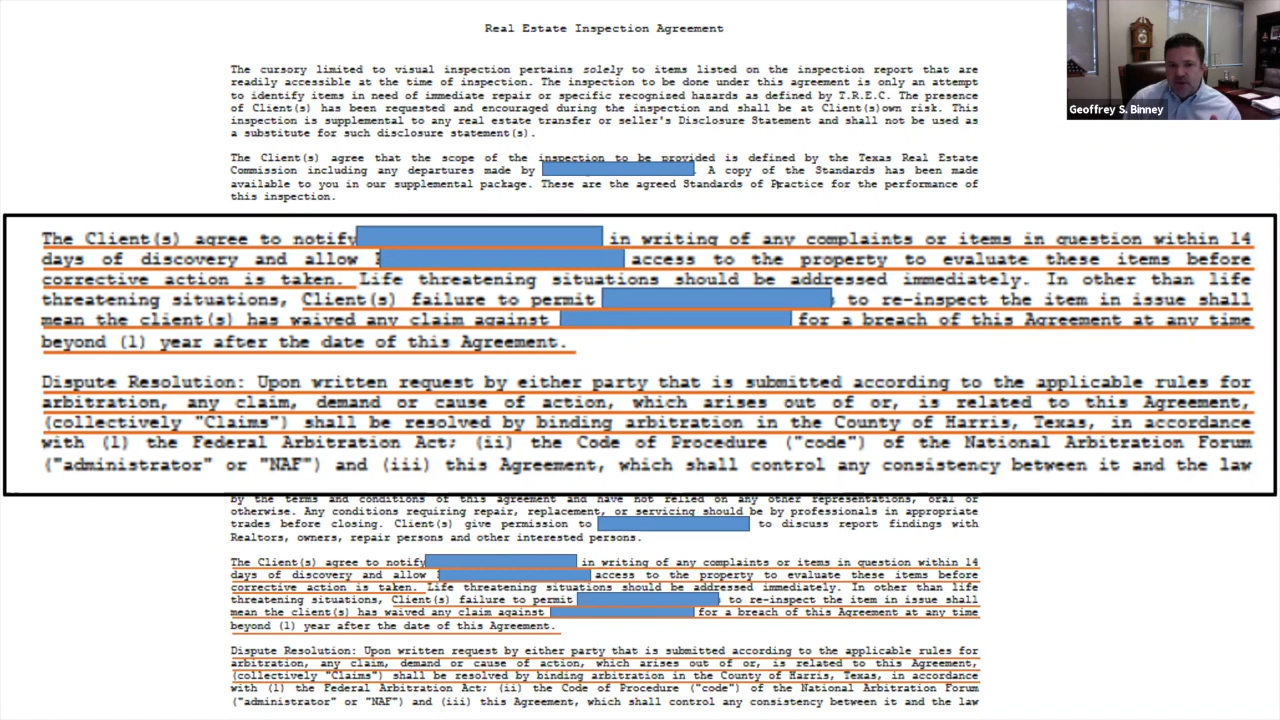 Real Estate Inspection Agreement
Geoffrey S. Binney
The cursory limited to visual inspection pertains solely to items listed on the inspection report that are
readily accessible at the time of inspection. The inspection to be done under this agreement is only an attempt
to identify items in need of immediate repair or specific recognized hazards as defined by T.R.E.C. The presence
of Client(s) has been requested and encouraged during the inspection and shall be at Client(s)own risk. This
inspection is supplemental to any real estate transfer or seller's Disclosure Statement and shall not be used as
a substitute for such disclosure statement(s).
The Client(s) agree that the scope of the inspection to be provided is defined by the Texas Real Estate
Commission including any departures made by . A copy of the Standards has been made
available to you in our supplemental package. These are the agreed Standards of Practice for the performance of
this inspection.
The Client(s) agree to notify in writing of any complaints or items in question within 14
days of discovery and allow access to the property to evaluate these items before
corrective action is taken. Life threatening situations should be addressed immediately. In other than life
threatening situations, Client(s) failure to permit to re-inspect the item in issue shall
mean the client(s) has waived any claim against for a breach of this Agreement at any time
beyond (1) year after the date of this Agreement.
Dispute Resolution: Upon written request by either party that is submitted according to the applicable rules for
arbitration, any claim, demand or cause of action, which arises out of or, is related to this Agreement,
(collectively "Claims") shall be resolved by binding arbitration in the County of Harris, Texas, in accordance
with (1) the Federal Arbitration Act; (ii) the Code of Procedure ("code") of the National Arbitration Forum
("administrator" or "NAF") and (iii) this Agreement, which shall control any consistency between it and the law
by the terms and conditions of this agreement and have not relied on any other representations, oral or
otherwise. Any conditions requiring repair, replacement, or servicing should be by professionals in appropriate
trades before closing. Client(s) give permission to to discuss report findings with
Realtors, owners, repair persons and other interested persons.
The Client(s) agree to notify in writing of any complaints or items in question within 14
days of discovery and allow access to the property to evaluate these items before
corrective action is taken. Life threatening situations should be addressed immediately. In other than life
threatening situations, Client(s) failure to permit to re-inspect the item in issue shall
mean the client(s) has waived any claim against for a breach of this Agreement at any time
beyond (1) year after the date of this Agreement.
Dispute Resolution: Upon written request by either party that is submitted according to the applicable rules for
arbitration, any claim, demand or cause of action, which arises out of or, is related to this Agreement,
(collectively "Claims") shall be resolved by binding arbitration in the County of Harris, Texas, in accordance
with (1) the Federal Arbitration Act; (ii) the Code of Procedure ("code") of the National Arbitration Forum
("administrator" or "NAF") and (iii) this Agreement, which shall control any consistency between it and the law